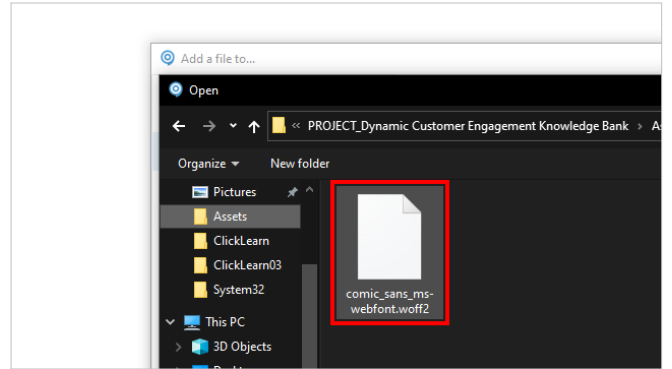 Add a file to...
Open
« PROJECT_Dynamic Customer Engagement Knowledge Bank › A
Organize
New folder
Pictures
Assets
ClickLearn
ClickLearn03
System32
This PC
3D Objects
comic_sans_ms-
webfont.woff2